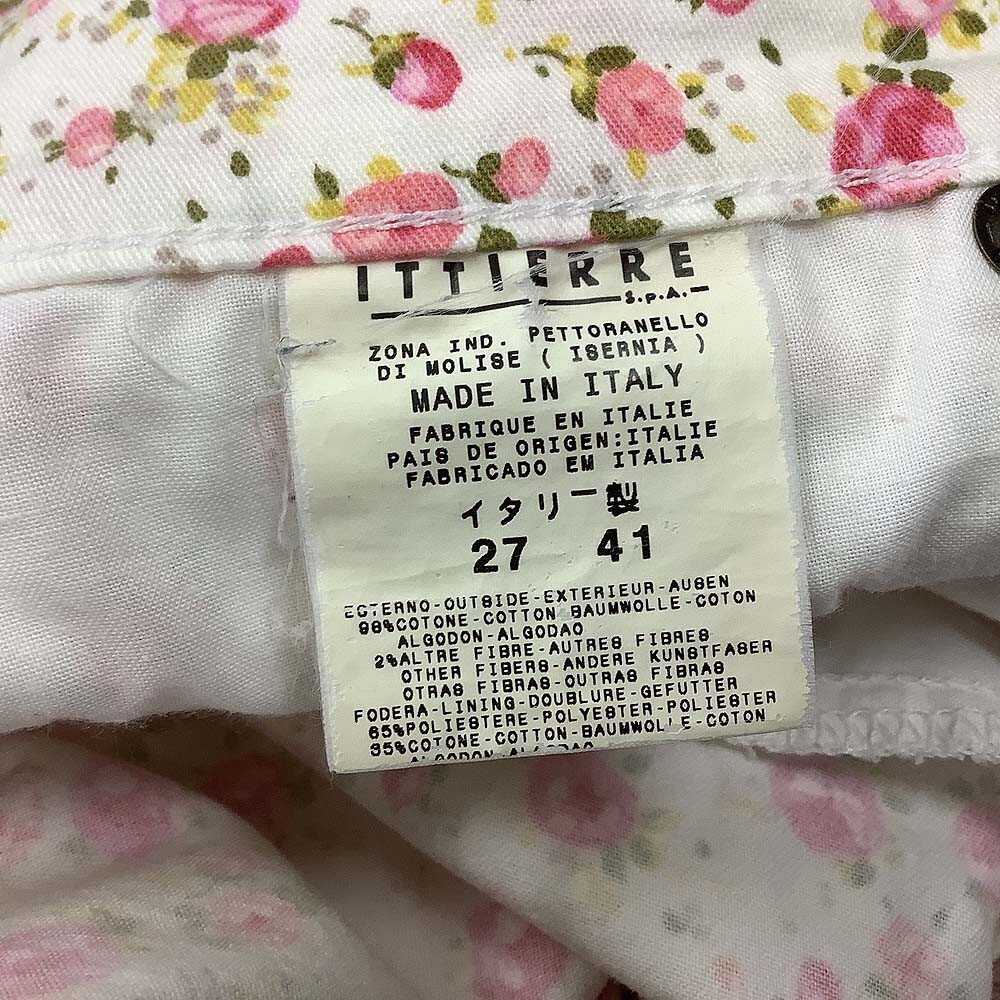 ITTIERRE
S.p.A.
ZONA IND. PETTORANELLO
DI MOLISE ( ISERNIA )
MADE IN ITALY
FABRIQUE EN ITALIE
PAIS DE ORIGEN:ITALIE
FABRICADO EM ITALIA
イタリー製
27 41
ESTERNO-OUTSIDE-EXTERIEUR-AUSEN
98%COTONE-COTTON-BAUMWOLLE-COTON
ALGODON-ALGODAO
2%ALTRE FIBRE-AUTRES FIBRES
OTHER FIBERS-ANDERE KUNSTFASER
OTRAS FIBRAS-OUTRAS FIBRAS
FODERA-LINING-DOUBLURE-GEFUTTER
65%POLIESTERE-POLYESTER-POLIESTER
35%COTONE-COTTON-BAUMWOLLE-COTON
ALGODON-ALGODAO